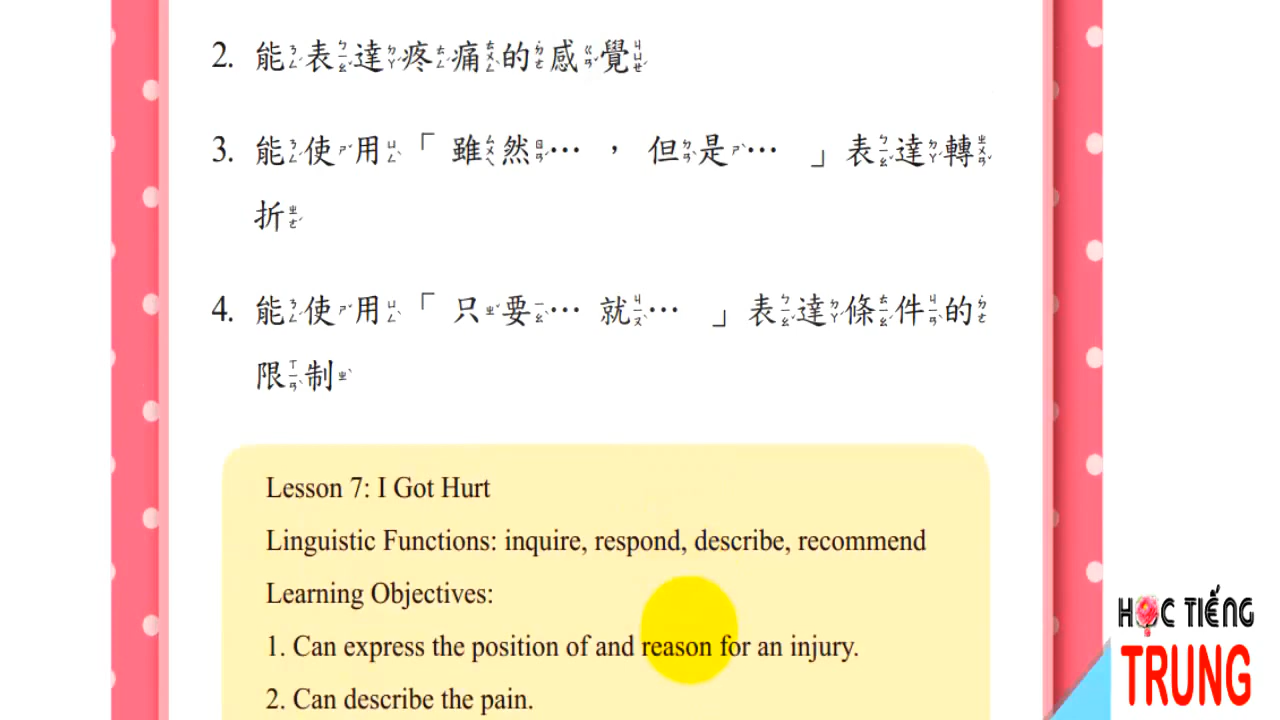 2. 能表達疼痛的感覺
3. 能使用「雖然…，但是…」表達轉
折
4. 能使用「只要…就…」表達條件的
限制
Lesson 7: I Got Hurt
Linguistic Functions: inquire, respond, describe, recommend
Learning Objectives:
1. Can express the position of and reason for an injury.
2. Can describe the pain.
HỌC TIẾNG
TRUNG